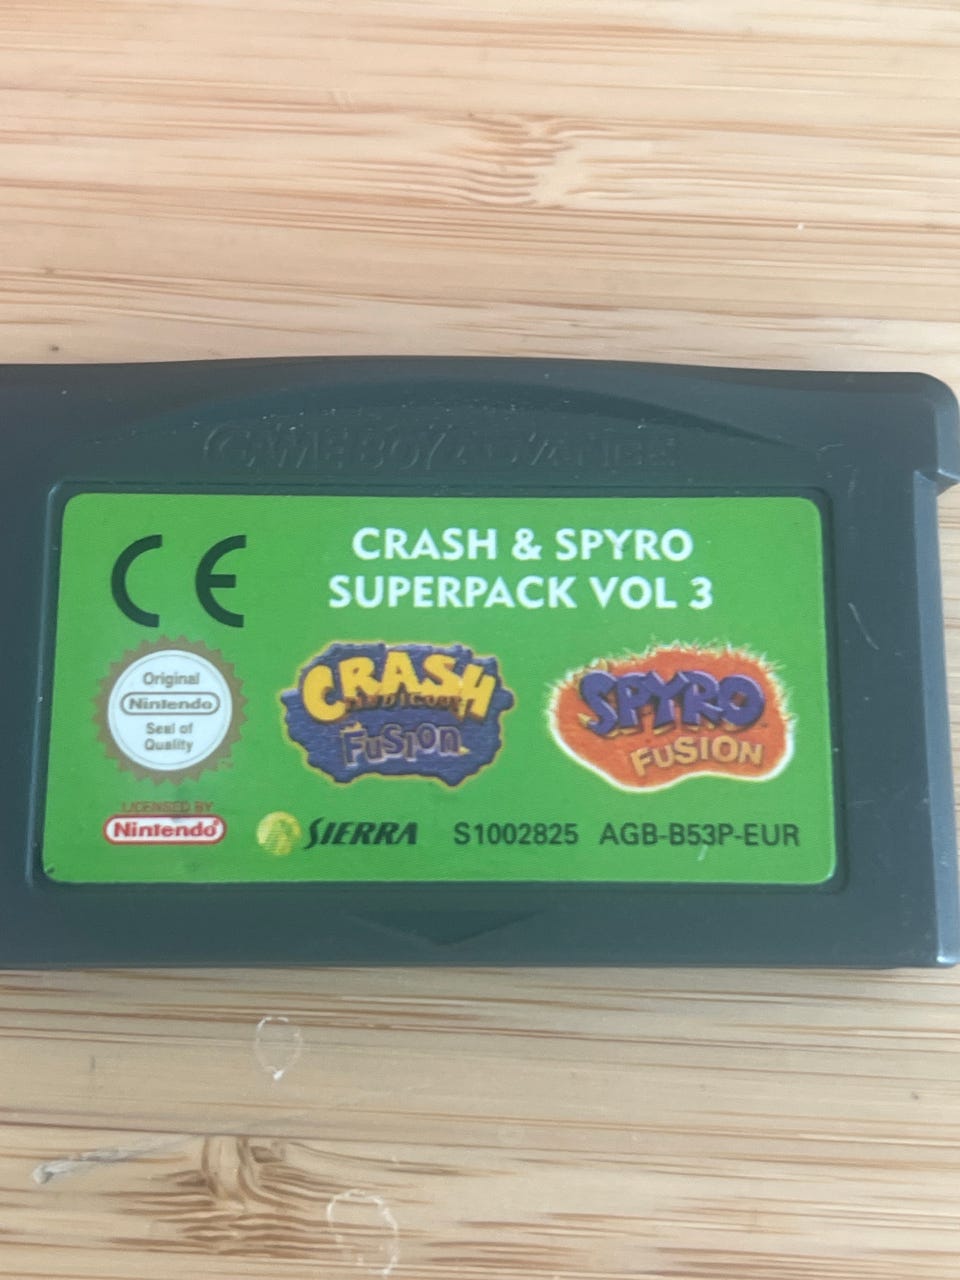 GAME BOY ADVANCE
CE
CRASH & SPYRO
SUPERPACK VOL 3
Original
Nintendo
Seal of
Quality
CRASH
BANDICOOT
FUSION
SPYRO
FUSION
LICENSED BY
Nintendo
SIERRA S1002825 AGB-B53P-EUR